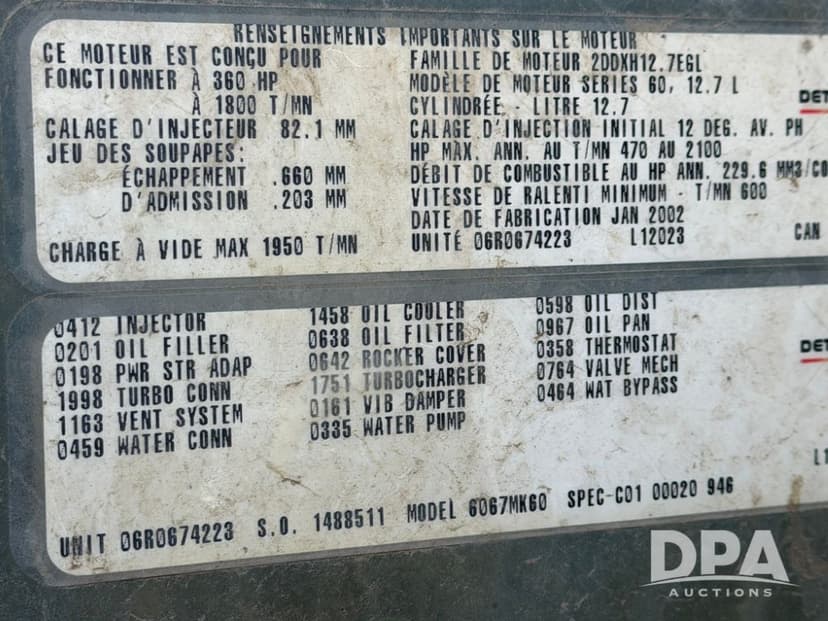 RENSEIGNEMENTS IMPORTANTS SUR LE MOTEUR
CE MOTEUR EST CONÇU POUR
FONCTIONNER À 360 HP
À 1800 T/MN
CALAGE D'INJECTEUR 82.1 MM
JEU DES SOUPAPES:
ÉCHAPPEMENT .660 MM
D'ADMISSION .203 MM
CHARGE À VIDE MAX 1950 T/MN
FAMILLE DE MOTEUR 2DDXH12.7EGL
MODÈLE DE MOTEUR SERIES 60, 12.7 L
CYLINDRÉE - LITRE 12.7
CALAGE D'INJECTION INITIAL 12 DEG. AV. PH
HP MAX. ANN. AU T/MN 470 AU 2100
DÉBIT DE COMBUSTIBLE AU HP ANN. 229.6 MM3/CO
VITESSE DE RALENTI MINIMUM - T/MN 600
DATE DE FABRICATION JAN 2002
UNITÉ 06R0674223 L12023 CAN
DET
0412 INJECTOR
0201 OIL FILLER
0198 PWR STR ADAP
1998 TURBO CONN
1163 VENT SYSTEM
0459 WATER CONN
1458 OIL COOLER
0638 OIL FILTER
0642 ROCKER COVER
1751 TURBOCHARGER
0161 VIB DAMPER
0335 WATER PUMP
0598 OIL DIST
0967 OIL PAN
0358 THERMOSTAT
0764 VALVE MECH
0464 WAT BYPASS
DET
L1
UNIT 06R0674223 S.O. 1488511 MODEL 6067MK60 SPEC-C01 00020 946
DPA
AUCTIONS